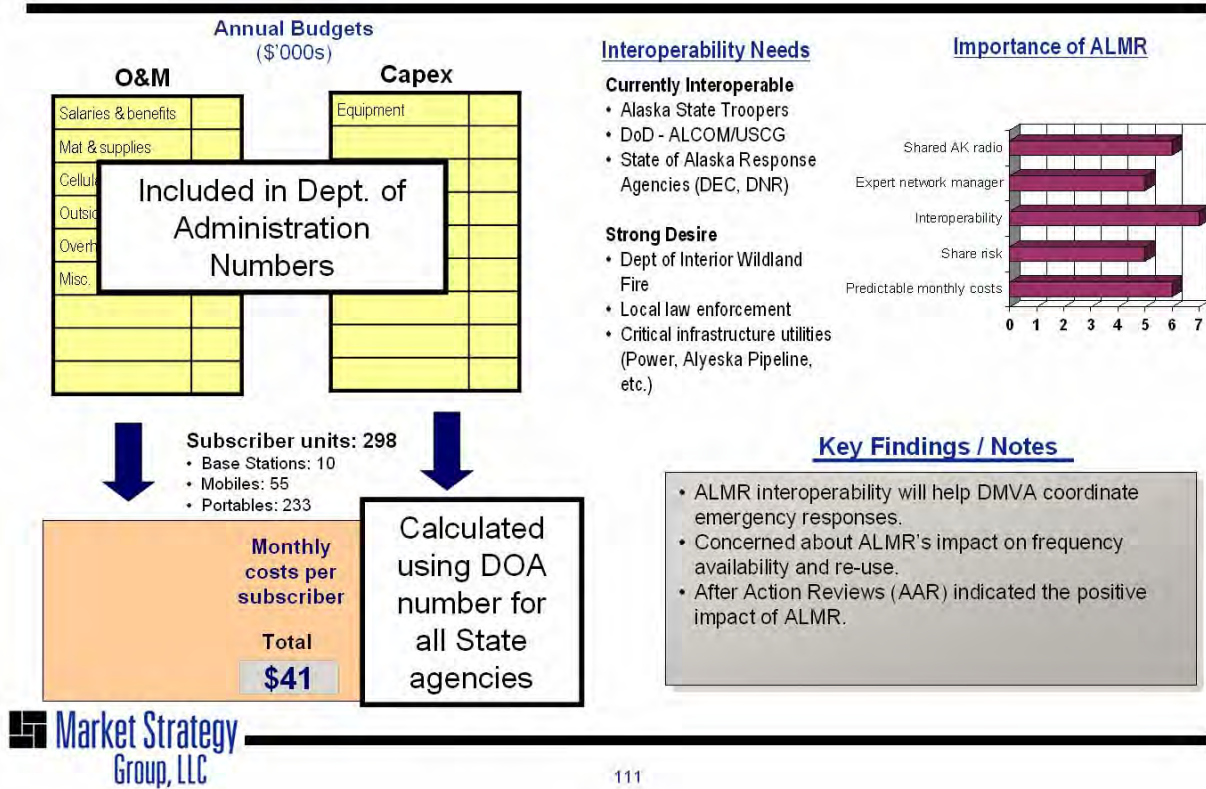 Annual Budgets
($'000s)
O&M
Salaries & benefits
Mat & supplies
Misc.
Capex
Equipment
Included in Dept. of
Administration
Numbers
Subscriber units: 298
• Base Stations: 10
• Mobiles: 55
• Portables: 233
Monthly
costs per
subscriber
Total
$41
Calculated
using DOA
number for
all State
agencies
Interoperability Needs
Currently Interoperable
• Alaska State Troopers
• DoD - ALCOM/USCG
• State of Alaska Response
Agencies (DEC, DNR)
Strong Desire
• Dept of Interior Wildland
Fire
• Local law enforcement
• Critical infrastructure utilities
(Power, Alyeska Pipeline,
etc.)
Importance of ALMR
Shared AK radio
Expert network manager
Interoperability
Share risk
Predictable monthly costs
0 1 2 3 4 5 6 7
Key Findings / Notes
• ALMR interoperability will help DMVA coordinate
emergency responses.
• Concerned about ALMR's impact on frequency
availability and re-use.
• After Action Reviews (AAR) indicated the positive
impact of ALMR.
Market Strategy
Group, LLC
111